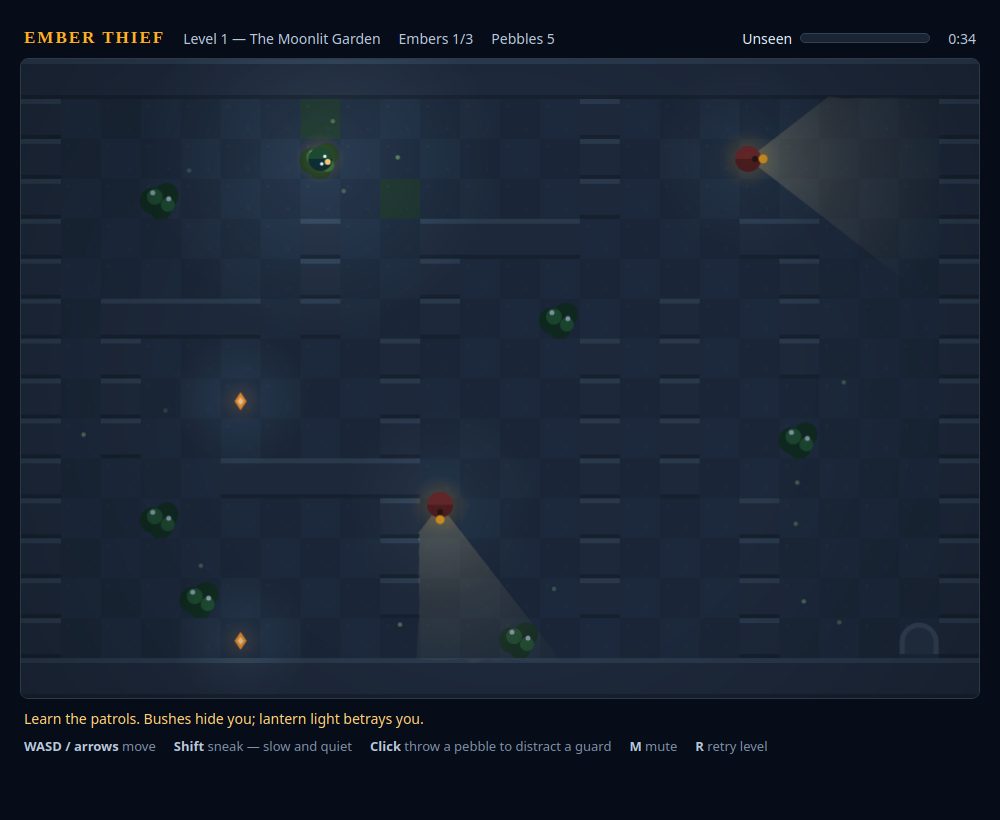 EMBER THIEF Level 1 — The Moonlit Garden Embers 1/3 Pebbles 5 Unseen 0:34
Learn the patrols. Bushes hide you; lantern light betrays you.
WASD / arrows move Shift sneak — slow and quiet Click throw a pebble to distract a guard M mute R retry level